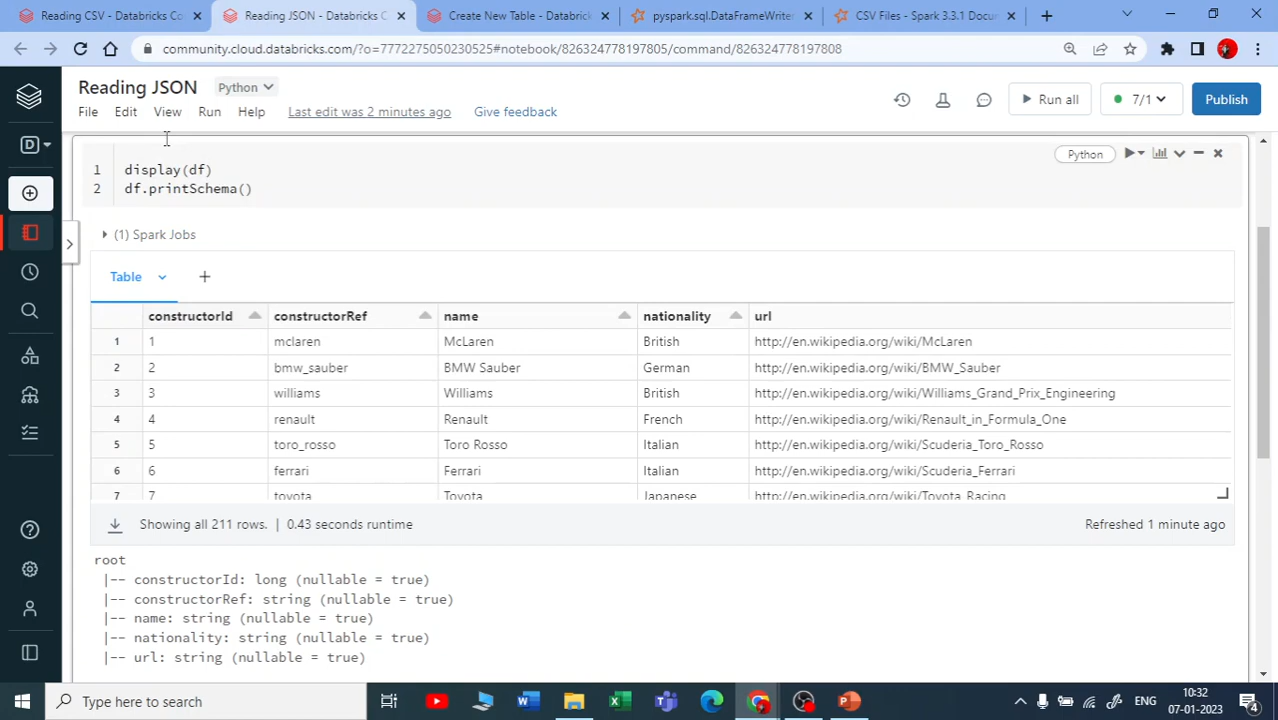 Reading CSV - Databricks Co
Reading JSON - Databricks C
Create New Table - Databricks
pyspark.sql.DataFrameWriter
CSV Files - Spark 3.3.1 Docum
community.cloud.databricks.com/?o=7772275050230525#notebook/826324778197805/command/826324778197808
Reading JSON
Python
File
Edit
View
Run
Help
Last edit was 2 minutes ago
Give feedback
Run all
7/1
Publish
D
Python
1 display(df)
2 df.printSchema()
(1) Spark Jobs
Table
constructorId constructorRef name nationality url
1 1 mclaren McLaren British http://en.wikipedia.org/wiki/McLaren
2 2 bmw_sauber BMW Sauber German http://en.wikipedia.org/wiki/BMW_Sauber
3 3 williams Williams British http://en.wikipedia.org/wiki/Williams_Grand_Prix_Engineering
4 4 renault Renault French http://en.wikipedia.org/wiki/Renault_in_Formula_One
5 5 toro_rosso Toro Rosso Italian http://en.wikipedia.org/wiki/Scuderia_Toro_Rosso
6 6 ferrari Ferrari Italian http://en.wikipedia.org/wiki/Scuderia_Ferrari
7 7 toyota Toyota Japanese http://en.wikipedia.org/wiki/Toyota_Racing
Showing all 211 rows. | 0.43 seconds runtime
Refreshed 1 minute ago
root
|-- constructorId: long (nullable = true)
|-- constructorRef: string (nullable = true)
|-- name: string (nullable = true)
|-- nationality: string (nullable = true)
|-- url: string (nullable = true)
Type here to search
ENG
10:32
07-01-2023
4